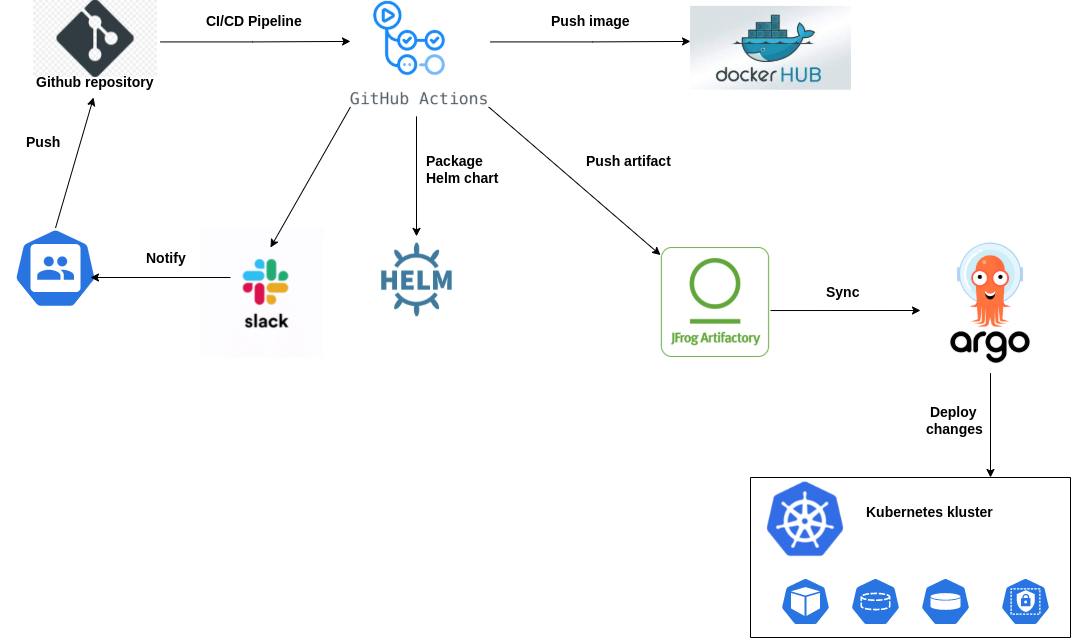 CI/CD Pipeline
Push image
docker HUB
Github repository
GitHub Actions
Push
Package
Helm chart
Push artifact
Notify
slack
HELM
JFrog Artifactory
Sync
argo
Deploy
changes
Kubernetes kluster